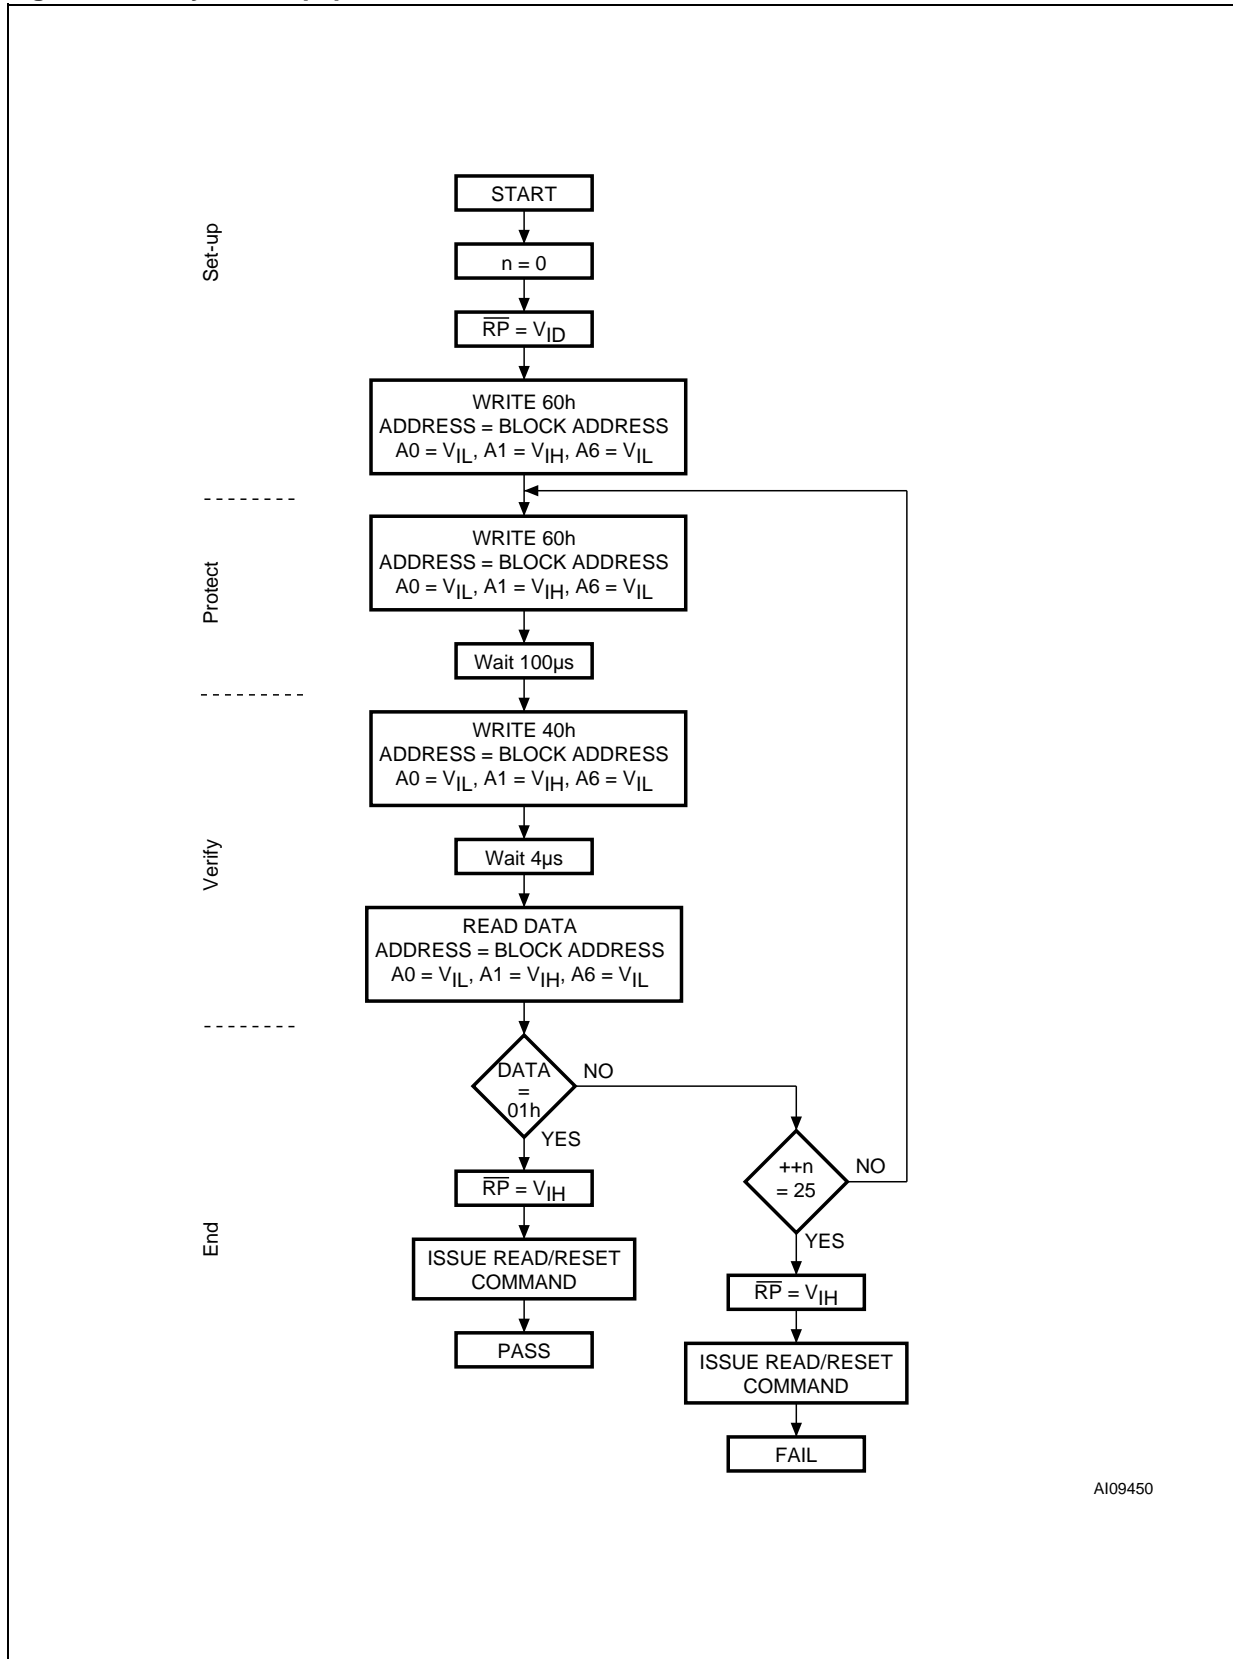 START
Set-up
n = 0
RP = VID
WRITE 60h
ADDRESS = BLOCK ADDRESS
A0 = VIL, A1 = VIH, A6 = VIL
WRITE 60h
ADDRESS = BLOCK ADDRESS
A0 = VIL, A1 = VIH, A6 = VIL
Protect
Wait 100µs
WRITE 40h
ADDRESS = BLOCK ADDRESS
A0 = VIL, A1 = VIH, A6 = VIL
Verify
Wait 4µs
READ DATA
ADDRESS = BLOCK ADDRESS
A0 = VIL, A1 = VIH, A6 = VIL
DATA
=
01h
NO
YES
++n
= 25
NO
YES
End
RP = VIH
ISSUE READ/RESET
COMMAND
PASS
RP = VIH
ISSUE READ/RESET
COMMAND
FAIL
AI09450